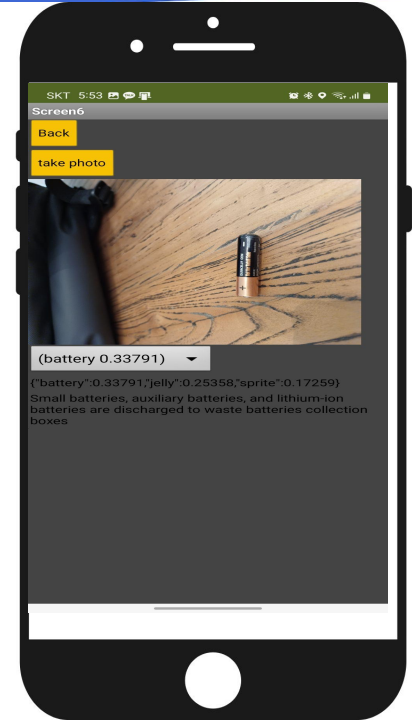 SKT 5:53
Screen6
Back
take photo
(battery 0.33791)
{"battery":0.33791,"jelly":0.25358,"sprite":0.17259}
Small batteries, auxiliary batteries, and lithium-ion
batteries are discharged to waste batteries collection
boxes